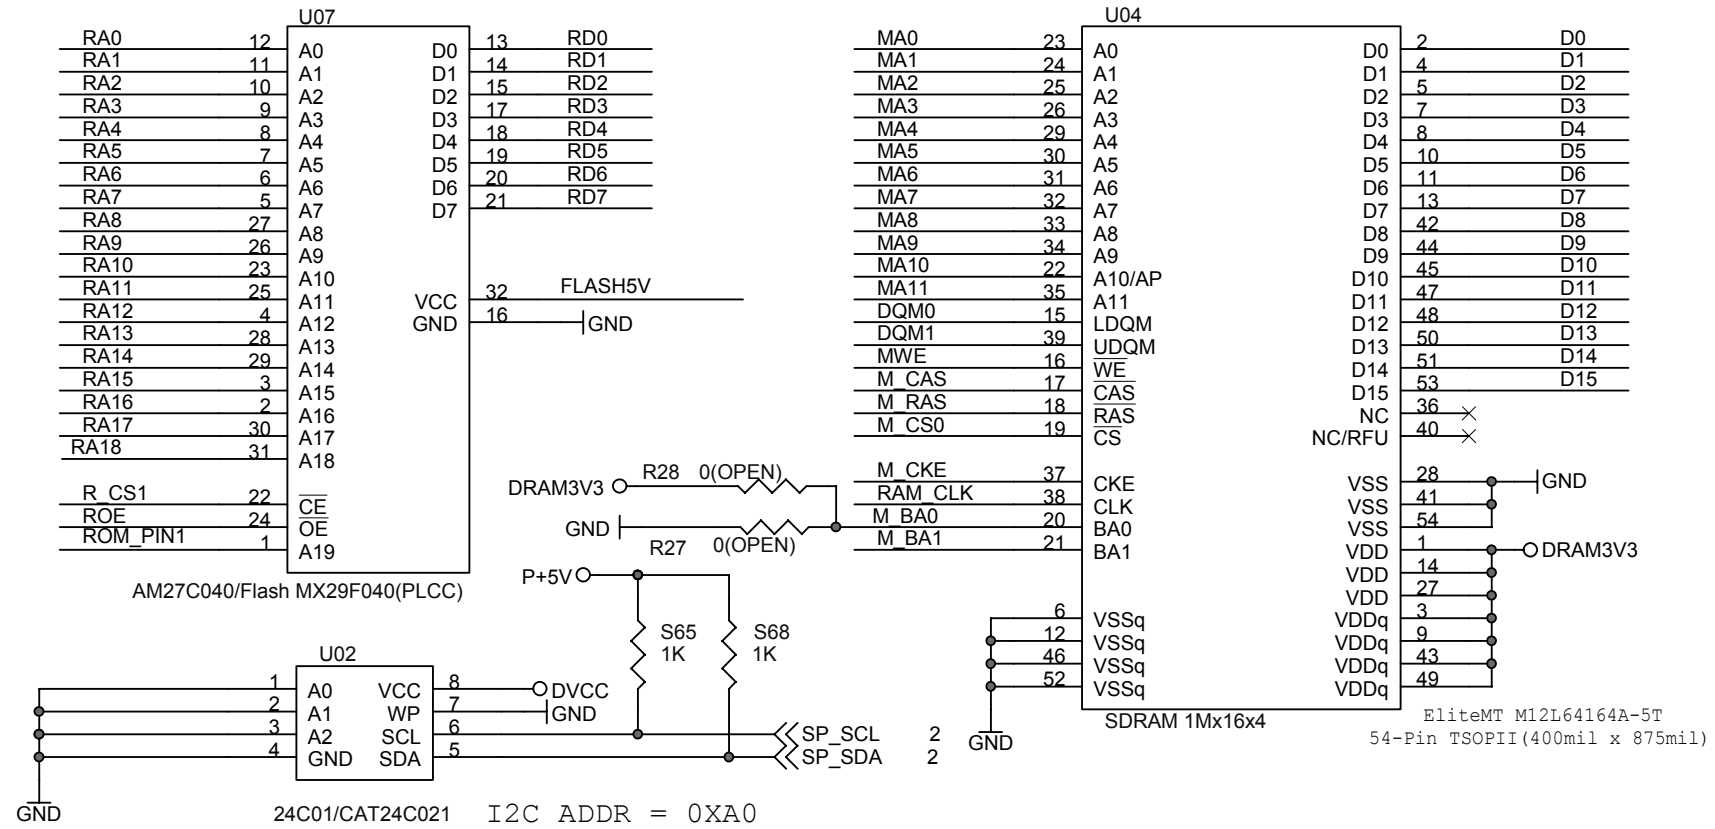 U07
RA0 12 A0 D0 13 RD0
RA1 11 A1 D1 14 RD1
RA2 10 A2 D2 15 RD2
RA3 9 A3 D3 17 RD3
RA4 8 A4 D4 18 RD4
RA5 7 A5 D5 19 RD5
RA6 6 A6 D6 20 RD6
RA7 5 A7 D7 21 RD7
RA8 27 A8
RA9 26 A9
RA10 23 A10
RA11 25 A11 VCC 32 FLASH5V
RA12 4 A12 GND 16 GND
RA13 28 A13
RA14 29 A14
RA15 3 A15
RA16 2 A16
RA17 30 A17
RA18 31 A18
R_CS1 22 CE
ROE 24 OE
ROM_PIN1 1 A19
AM27C040/Flash MX29F040(PLCC)
U04
MA0 23 A0 D0 2 D0
MA1 24 A1 D1 4 D1
MA2 25 A2 D2 5 D2
MA3 26 A3 D3 7 D3
MA4 29 A4 D4 8 D4
MA5 30 A5 D5 10 D5
MA6 31 A6 D6 11 D6
MA7 32 A7 D7 13 D7
MA8 33 A8 D8 42 D8
MA9 34 A9 D9 44 D9
MA10 22 A10/AP D10 45 D10
MA11 35 A11 D11 47 D11
DQM0 15 LDQM D12 48 D12
DQM1 39 UDQM D13 50 D13
MWE 16 WE D14 51 D14
M_CAS 17 CAS D15 53 D15
M_RAS 18 RAS NC 36
M_CS0 19 CS NC/RFU 40
DRAM3V3 R28 0(OPEN) M_CKE 37 CKE VSS 28 GND
RAM_CLK 38 CLK VSS 41
GND R27 0(OPEN) M_BA0 20 BA0 VSS 54
M_BA1 21 BA1 VDD 1 DRAM3V3
VDD 14
VDD 27
6 VSSq VDDq 3
12 VSSq VDDq 9
46 VSSq VDDq 43
52 VSSq VDDq 49
GND
SDRAM 1Mx16x4
EliteMT M12L64164A-5T
54-Pin TSOPII(400mil x 875mil)
P+5V
S65 S68
1K 1K
U02
1 A0 VCC 8 DVCC
2 A1 WP 7 GND
3 A2 SCL 6 SP_SCL 2
4 GND SDA 5 SP_SDA 2
GND
24C01/CAT24C021 I2C ADDR = 0XA0